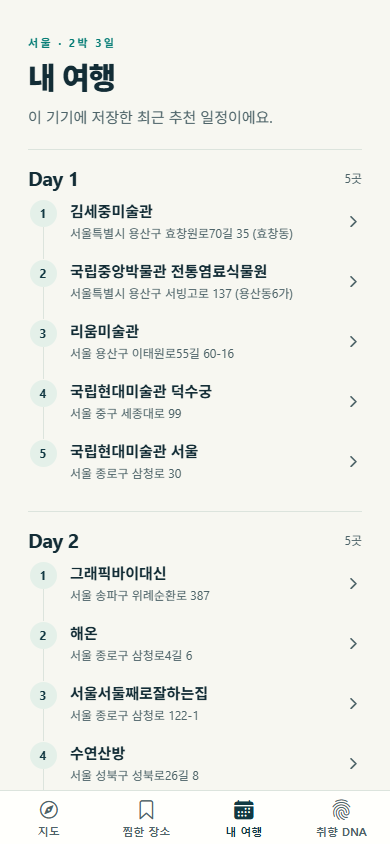 서울 · 2박 3일
내 여행
이 기기에 저장한 최근 추천 일정이에요.
Day 1
5곳
1
김세중미술관
서울특별시 용산구 효창원로70길 35 (효창동)
2
국립중앙박물관 전통염료식물원
서울특별시 용산구 서빙고로 137 (용산동6가)
3
리움미술관
서울 용산구 이태원로55길 60-16
4
국립현대미술관 덕수궁
서울 중구 세종대로 99
5
국립현대미술관 서울
서울 종로구 삼청로 30
Day 2
5곳
1
그래픽바이대신
서울 송파구 위례순환로 387
2
해온
서울 종로구 삼청로4길 6
3
서울서둘째로잘하는집
서울 종로구 삼청로 122-1
4
수연산방
서울 성북구 성북로26길 8
지도
찜한 장소
내 여행
취향 DNA